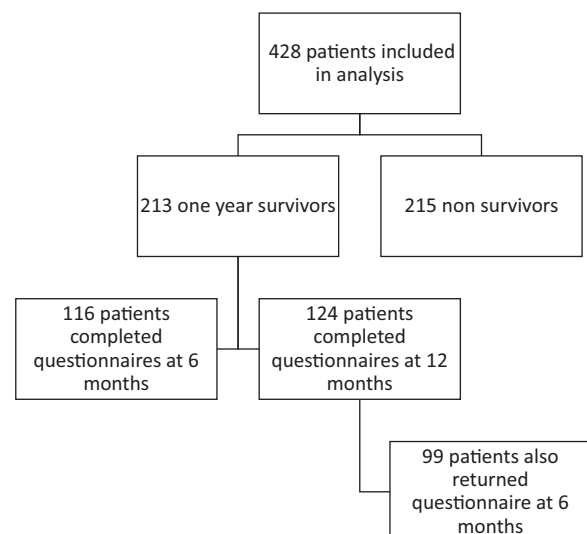 428 patients included
in analysis
213 one year survivors
215 non survivors
116 patients
completed
questionnaires at 6
months
124 patients
completed
questionnaires at 12
months
99 patients also
returned
questionnaire at 6
months